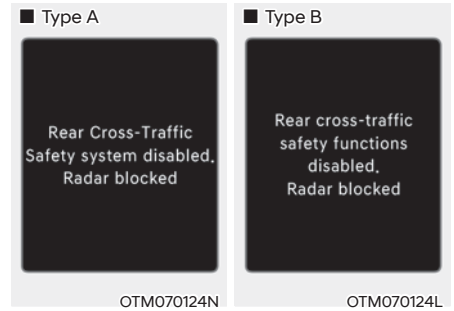 ■ Type A
Rear Cross-Traffic
Safety system disabled.
Radar blocked
OTM070124N
■ Type B
Rear cross-traffic
safety functions
disabled.
Radar blocked
OTM070124L